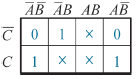 A̅B̅ A̅B AB AB̅
C̅ 0 1 × 0
C 1 × × 1